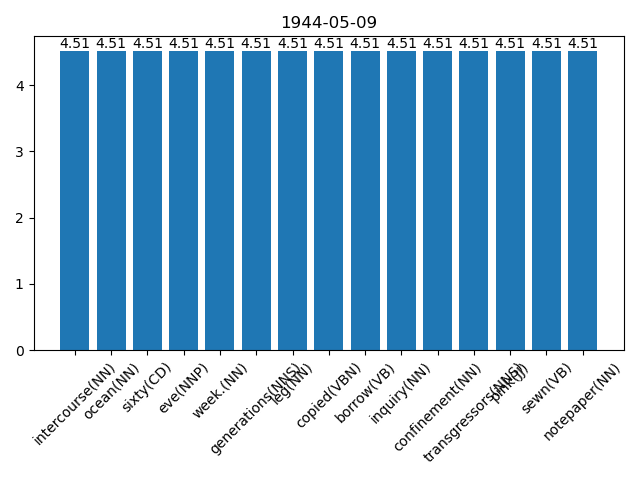 1944-05-09
4.51 4.51 4.51 4.51 4.51 4.51 4.51 4.51 4.51 4.51 4.51 4.51 4.51 4.51 4.51
4
3
2
1
0
intercourse(NN)
ocean(NN)
sixty(CD)
eve(NNP)
week.(NN)
generations(NNS)
leg(NN)
copied(VBN)
borrow(VB)
inquiry(NN)
confinement(NN)
transgressors(NNS)
pink(JJ)
sewn(VB)
notepaper(NN)